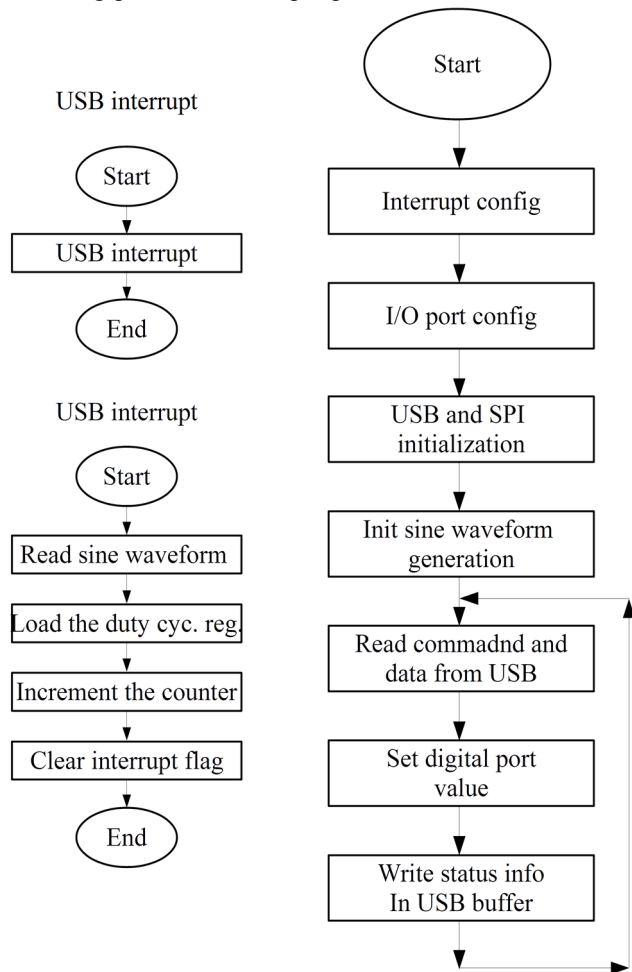 USB interrupt
Start
USB interrupt
End
USB interrupt
Start
Read sine waveform
Load the duty cyc. reg.
Increment the counter
Clear interrupt flag
End
Start
Interrupt config
I/O port config
USB and SPI
initialization
Init sine waveform
generation
Read commadnd and
data from USB
Set digital port
value
Write status info
In USB buffer